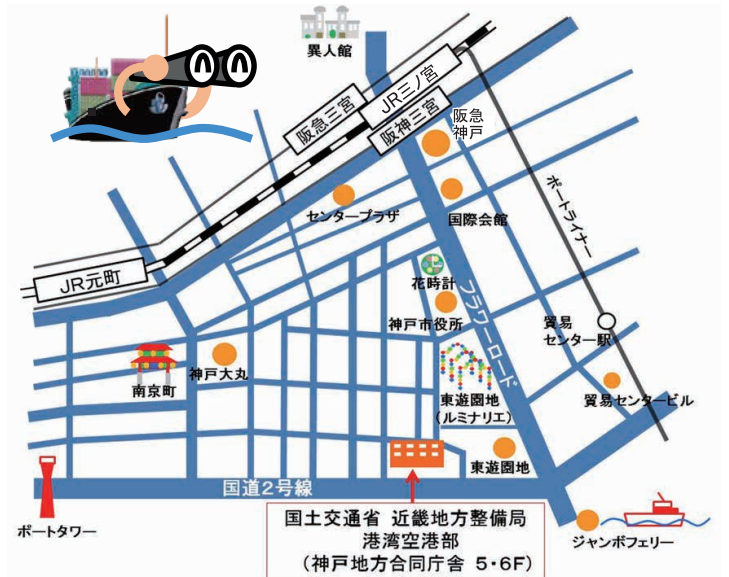 異人館
JR三ノ宮
阪急三宮
阪神三宮
阪急
神戸
ポートライナー
センタープラザ
国際会館
JR元町
花時計
フラワーロード
神戸市役所
貿易
センター駅
南京町
神戸大丸
東遊園地
(ルミナリエ)
貿易センタービル
東遊園地
国道2号線
ポートタワー
国土交通省 近畿地方整備局
港湾空港部
(神戸地方合同庁舎 5・6F)
ジャンボフェリー